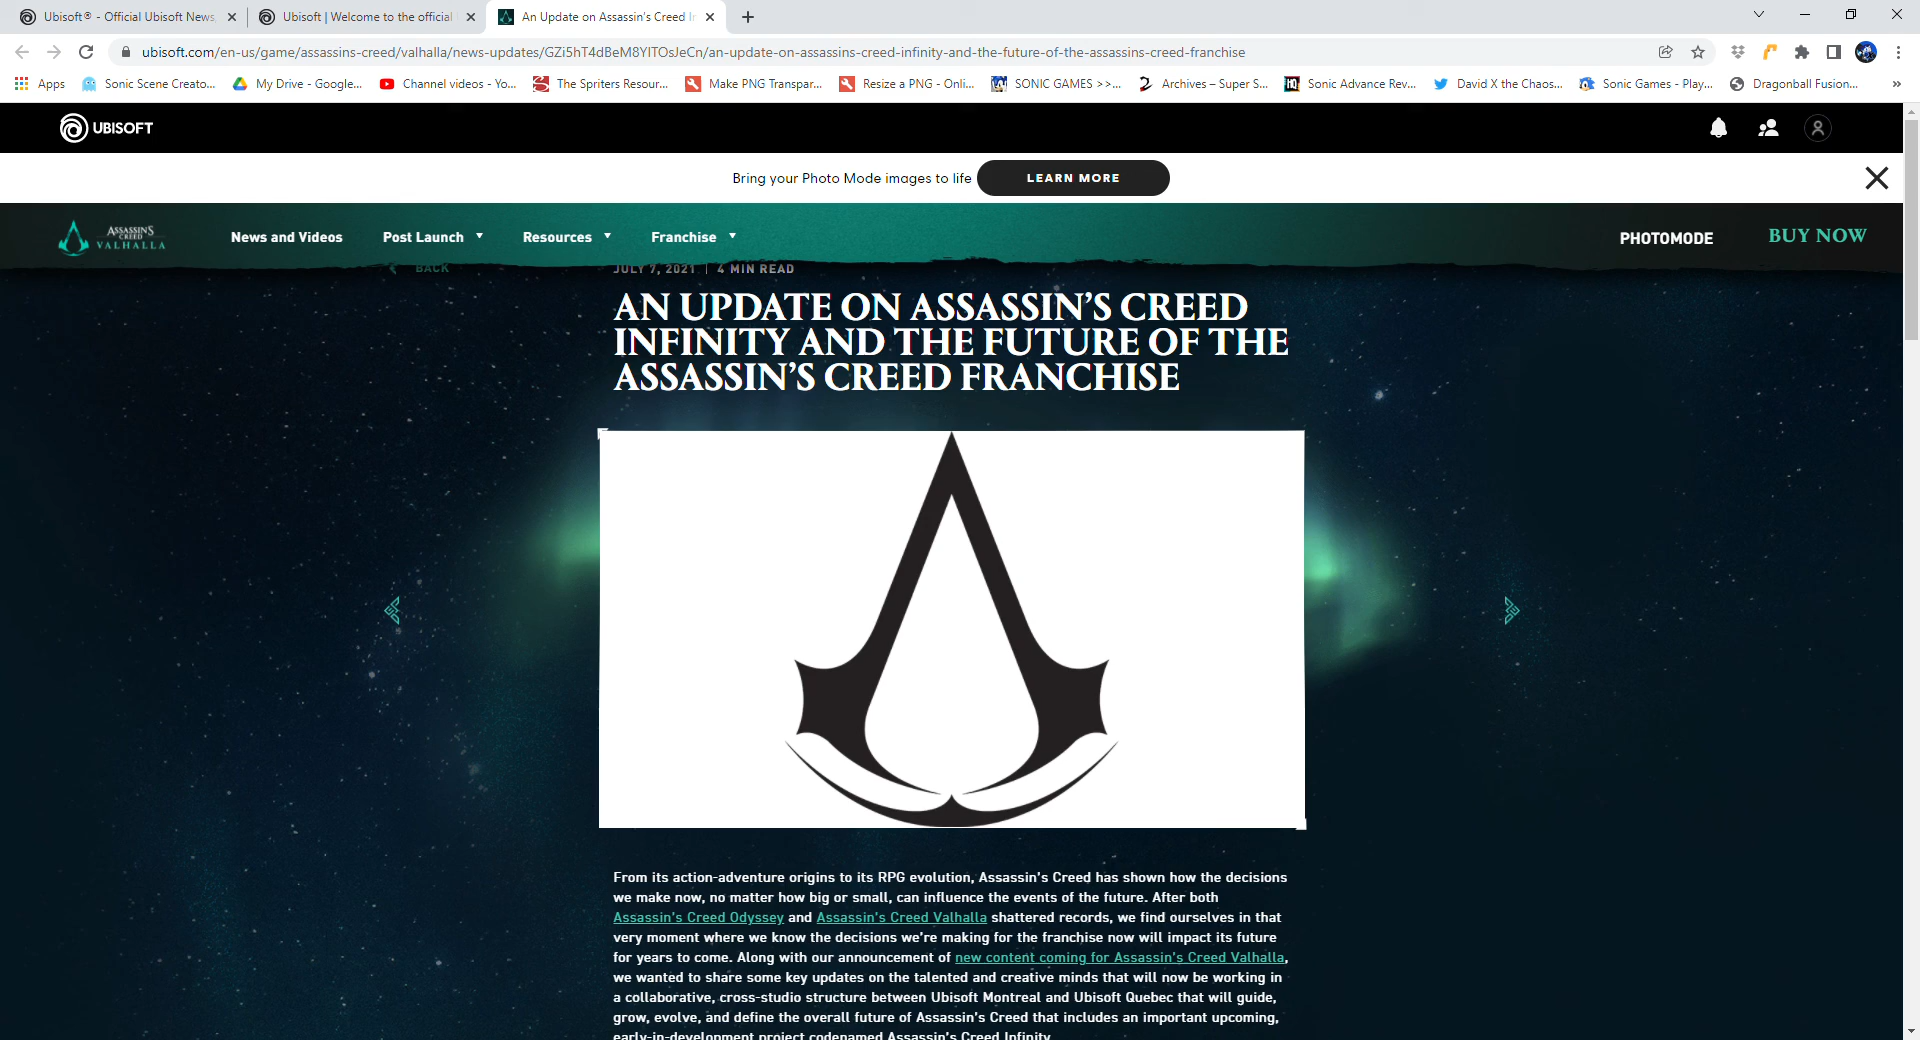 Ubisoft® - Official Ubisoft News,
Ubisoft | Welcome to the official
An Update on Assassin's Creed In
ubisoft.com/en-us/game/assassins-creed/valhalla/news-updates/GZi5hT4dBeM8YITOsJeCn/an-update-on-assassins-creed-infinity-and-the-future-of-the-assassins-creed-franchise
Apps
Sonic Scene Creato...
My Drive - Google...
Channel videos - Yo...
The Spriters Resour...
Make PNG Transpar...
Resize a PNG - Onli...
SONIC GAMES >>...
Archives – Super S...
Sonic Advance Rev...
David X the Chaos...
Sonic Games - Play...
Dragonball Fusion...
»
UBISOFT
Bring your Photo Mode images to life
LEARN MORE
ASSASSIN'S
CREED
VALHALLA
News and Videos
Post Launch
Resources
Franchise
PHOTOMODE
BUY NOW
BACK
JULY 7, 2021 | 4 MIN READ
AN UPDATE ON ASSASSIN'S CREED
INFINITY AND THE FUTURE OF THE
ASSASSIN'S CREED FRANCHISE
From its action-adventure origins to its RPG evolution, Assassin's Creed has shown how the decisions
we make now, no matter how big or small, can influence the events of the future. After both
Assassin's Creed Odyssey and Assassin's Creed Valhalla shattered records, we find ourselves in that
very moment where we know the decisions we're making for the franchise now will impact its future
for years to come. Along with our announcement of new content coming for Assassin's Creed Valhalla,
we wanted to share some key updates on the talented and creative minds that will now be working in
a collaborative, cross-studio structure between Ubisoft Montreal and Ubisoft Quebec that will guide,
grow, evolve, and define the overall future of Assassin's Creed that includes an important upcoming,
early-in-development project codenamed Assassin's Creed Infinity.